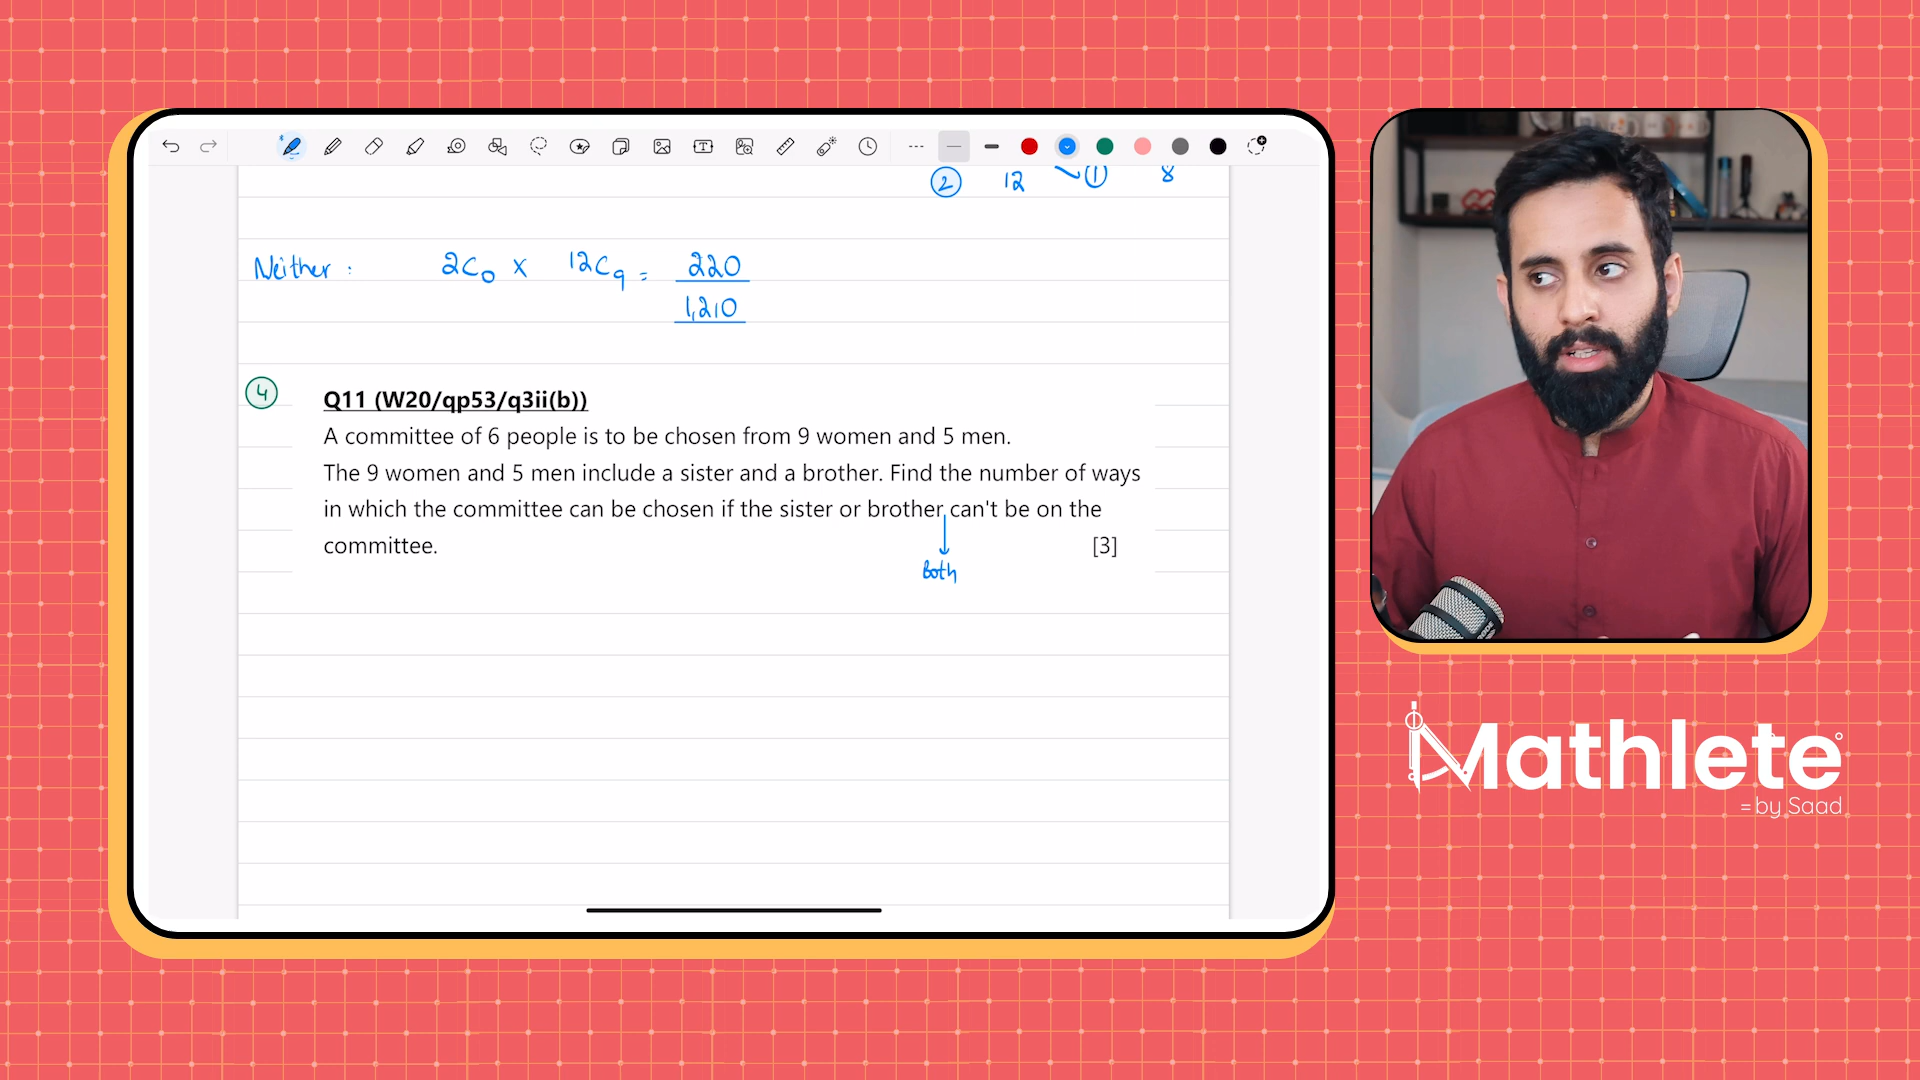 2 12 1 8
Neither : 2C0 x 12C9 = 220
1,210
4
Q11 (W20/qp53/q3ii(b))
A committee of 6 people is to be chosen from 9 women and 5 men.
The 9 women and 5 men include a sister and a brother. Find the number of ways
in which the committee can be chosen if the sister or brother can't be on the
committee. [3]
Both
Mathlete
= by Saad